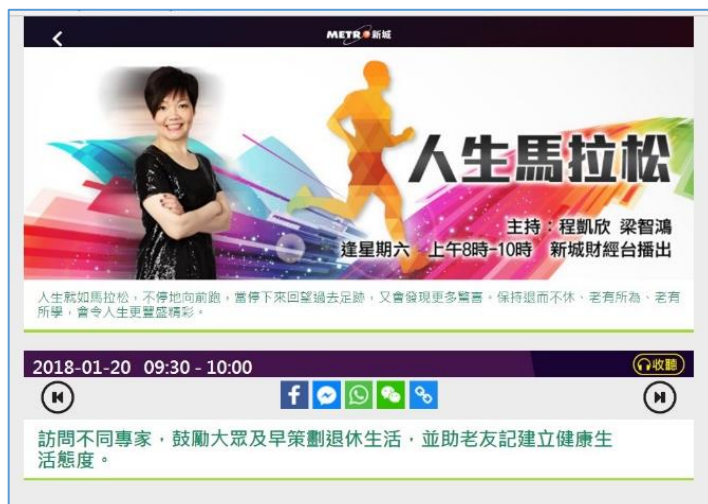 METRO新城
人生馬拉松
主持：程凱欣 梁智鴻
逢星期六 上午8時-10時 新城財經台播出
人生就如馬拉松，不停地向前跑，當停下來回望過去足跡，又會發現更多驚喜。保持退而不休、老有所為、老有
所學，會令人生更豐盛精彩。
2018-01-20 09:30 - 10:00
收聽
訪問不同專家，鼓勵大眾及早策劃退休生活，並助老友記建立健康生
活態度。